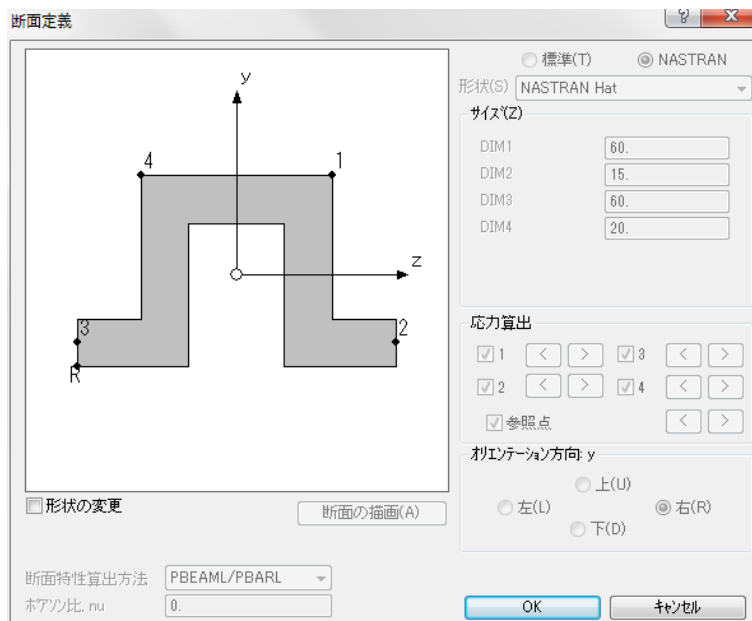 断面定義
標準(T) NASTRAN
形状(S) NASTRAN Hat
サイズ(Z)
DIM1 60.
DIM2 15.
DIM3 60.
DIM4 20.
y
4 1
z
3 2
R
応力算出
1 < > 3 < >
2 < > 4 < >
参照点 < >
オリエンテーション方向: y
上(U)
左(L) 右(R)
下(D)
形状の変更 断面の描画(A)
断面特性算出方法 PBEAML/PBARL
ポアソン比, nu 0.
OK キャンセル